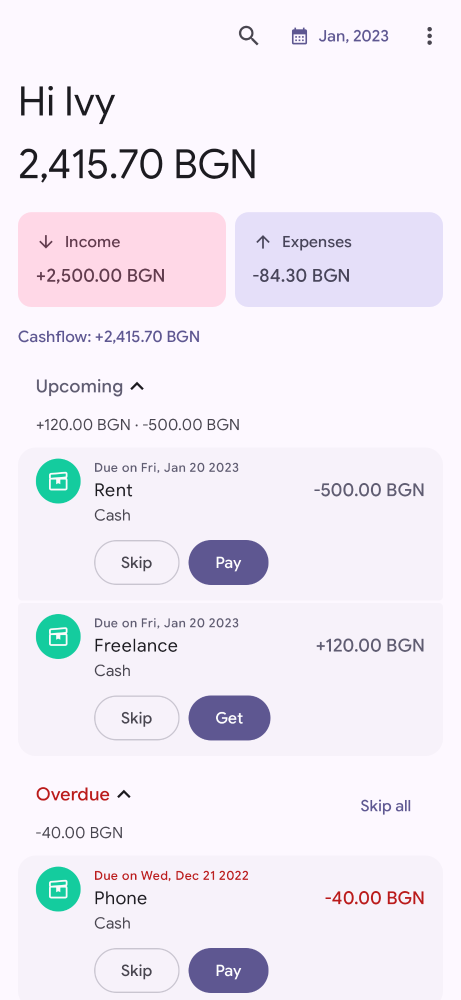 Jan, 2023
Hi Ivy
2,415.70 BGN
Income
Expenses
+2,500.00 BGN
-84.30 BGN
Cashflow: +2,415.70 BGN
Upcoming
+120.00 BGN · -500.00 BGN
Due on Fri, Jan 20 2023
Rent
-500.00 BGN
Cash
Skip
Pay
Due on Fri, Jan 20 2023
Freelance
+120.00 BGN
Cash
Skip
Get
Overdue
Skip all
-40.00 BGN
Due on Wed, Dec 21 2022
Phone
-40.00 BGN
Cash
Skip
Pay